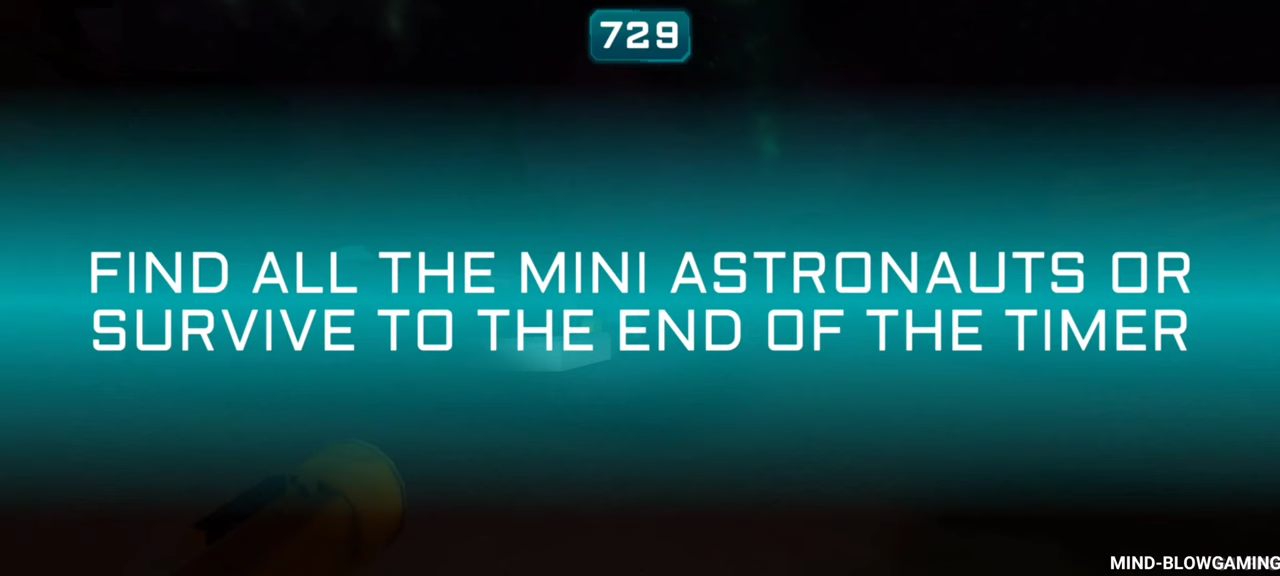 729
FIND ALL THE MINI ASTRONAUTS OR
SURVIVE TO THE END OF THE TIMER
MIND-BLOWGAMING